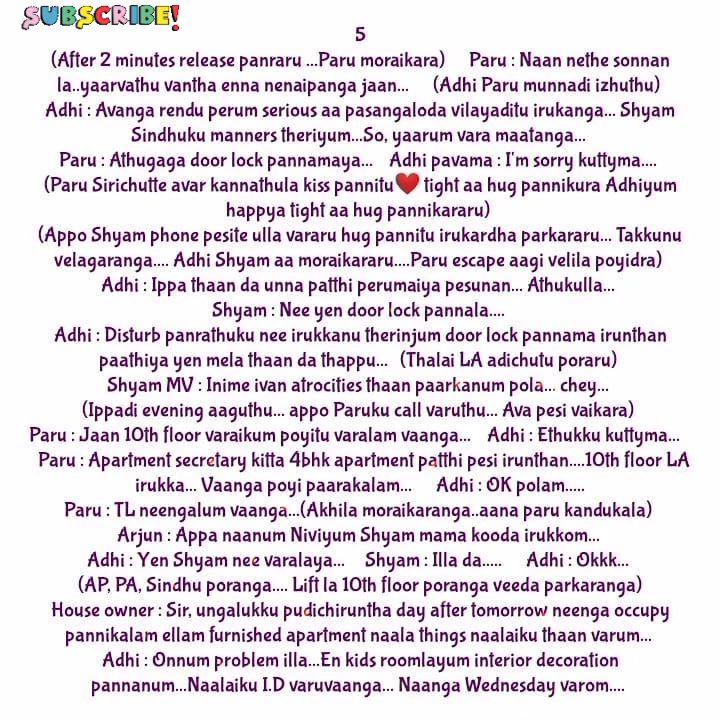 SUBSCRIBE!
5
(After 2 minutes release panraru ...Paru moraikara) Paru : Naan nethe sonnan
la..yaarvathu vantha enna nenaipanga jaan... (Adhi Paru munnadi izhuthu)
Adhi : Avanga rendu perum serious aa pasangaloda vilayaditu irukanga... Shyam
Sindhuku manners theriyum...So, yaarum vara maatanga...
Paru : Athugaga door lock pannamaya... Adhi pavama : I'm sorry kuttyma....
(Paru Sirichutte avar kannathula kiss pannitu❤️ tight aa hug pannikura Adhiyum
happya tight aa hug pannikararu)
(Appo Shyam phone pesite ulla vararu hug pannitu irukardha parkararu... Takkunu
velagaranga.... Adhi Shyam aa moraikararu....Paru escape aagi velila poyidra)
Adhi : Ippa thaan da unna patthi perumaiya pesunan... Athukulla...
Shyam : Nee yen door lock pannala....
Adhi : Disturb panrathuku nee irukkanu therinjum door lock pannama irunthan
paathiya yen mela thaan da thappu... (Thalai LA adichutu poraru)
Shyam MV : Inime ivan atrocities thaan paarkanum pola... chey...
(Ippadi evening aaguthu... appo Paruku call varuthu... Ava pesi vaikara)
Paru : Jaan 10th floor varaikum poyitu varalam vaanga... Adhi : Ethukku kuttyma...
Paru : Apartment secretary kitta 4bhk apartment patthi pesi irunthan....10th floor LA
irukka... Vaanga poyi paarakalam... Adhi : OK polam.....
Paru : TL neengalum vaanga...(Akhila moraikaranga..aana paru kandukala)
Arjun : Appa naanum Niviyum Shyam mama kooda irukkom...
Adhi : Yen Shyam nee varalaya... Shyam : Illa da..... Adhi : Okkk...
(AP, PA, Sindhu poranga.... Lift la 10th floor poranga veeda parkaranga)
House owner : Sir, ungalukku pudichiruntha day after tomorrow neenga occupy
pannikalam ellam furnished apartment naala things naalaiku thaan varum...
Adhi : Onnum problem illa...En kids roomlayum interior decoration
pannanum...Naalaiku I.D varuvaanga... Naanga Wednesday varom....